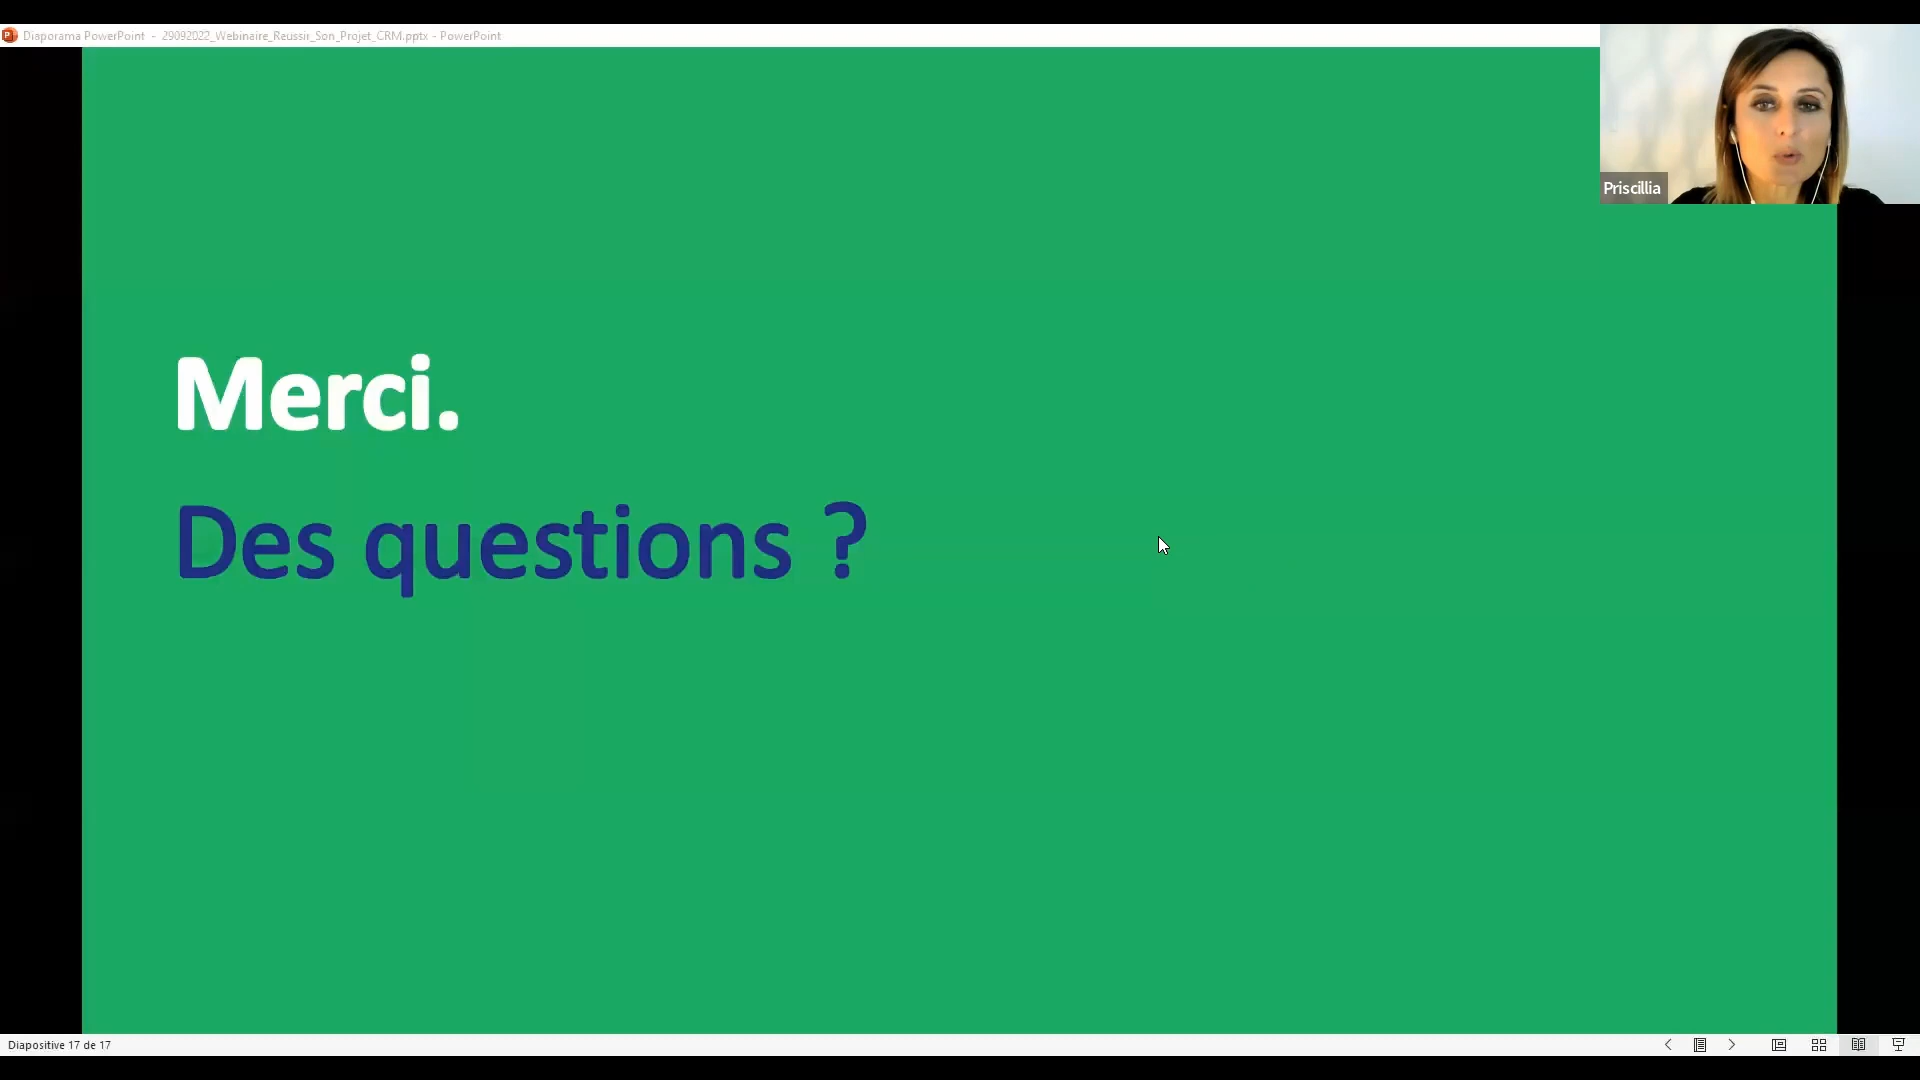 Diaporama PowerPoint - 29092022_Webinaire_Reussir_Son_Projet_CRM.pptx - PowerPoint
Priscillia
Merci.
Des questions ?
Diapositive 17 de 17